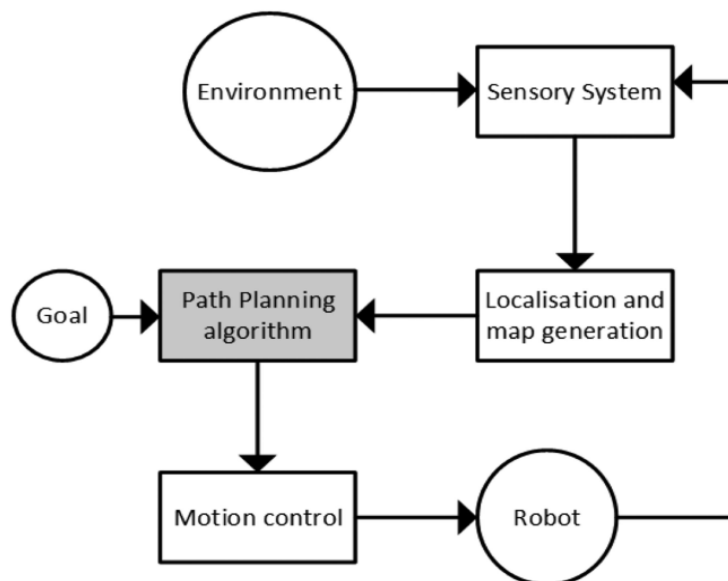 Environment
Sensory System
Goal
Path Planning
algorithm
Localisation and
map generation
Motion control
Robot